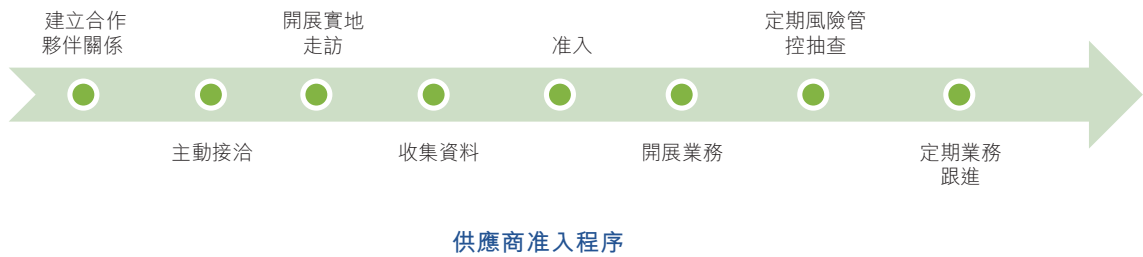 建立合作
夥伴關係
主動接洽
開展實地
走訪
收集資料
准入
開展業務
定期風險管
控抽查
定期業務
跟進
供應商准入程序